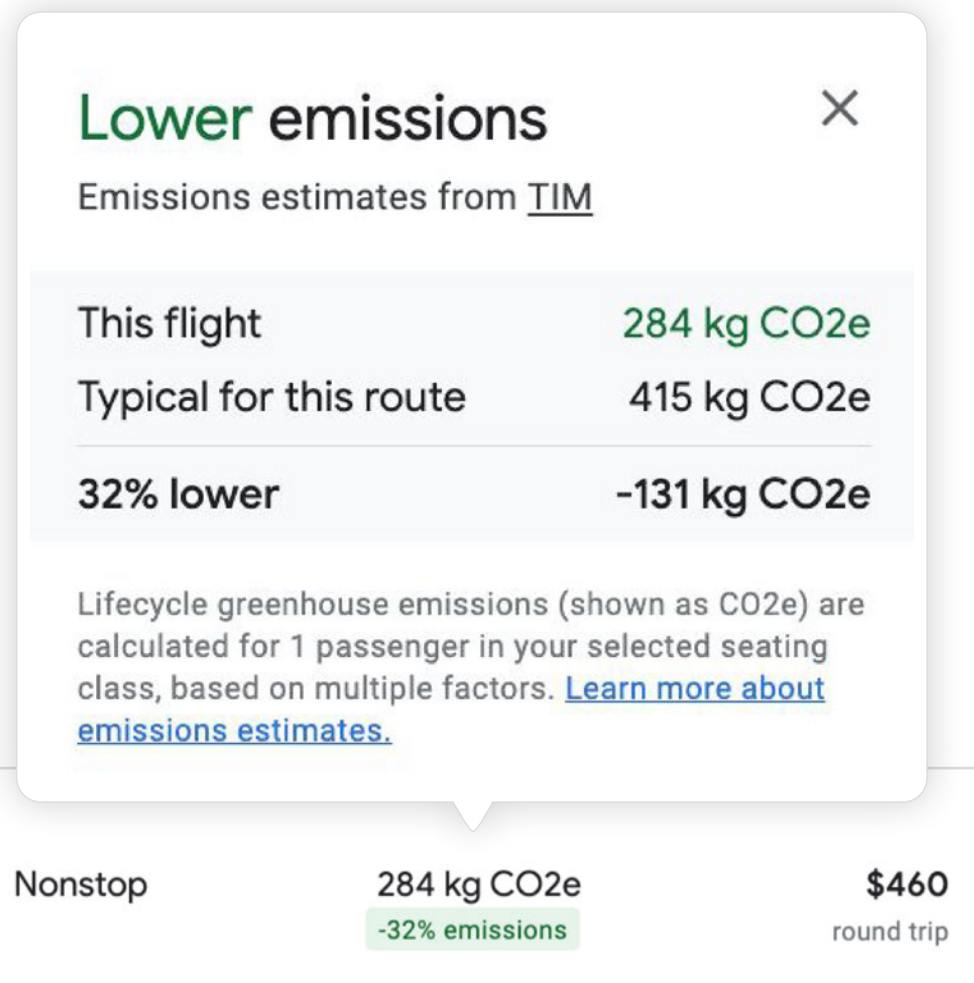 Lower emissions
Emissions estimates from TIM
This flight 284 kg CO2e
Typical for this route 415 kg CO2e
32% lower -131 kg CO2e
Lifecycle greenhouse emissions (shown as CO2e) are
calculated for 1 passenger in your selected seating
class, based on multiple factors. Learn more about
emissions estimates.
Nonstop 284 kg CO2e $460
-32% emissions round trip